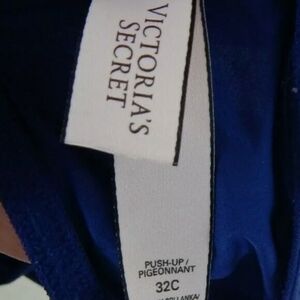 VICTORIA'S
SECRET
PUSH-UP/
PIGEONNANT
32C